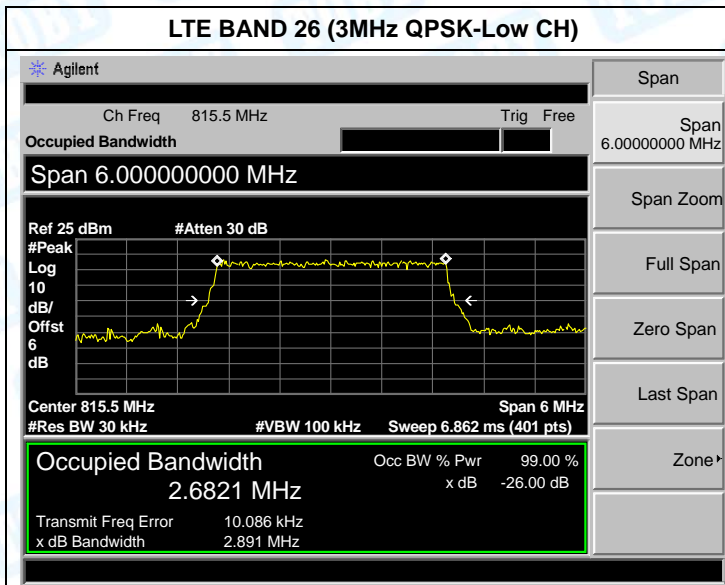 LTE BAND 26 (3MHz QPSK-Low CH)
Agilent
Span
Ch Freq 815.5 MHz Trig Free
Occupied Bandwidth
Span
6.00000000 MHz
Span 6.000000000 MHz
Span Zoom
Ref 25 dBm #Atten 30 dB
#Peak
Log
10
dB/
Offst
6
dB
Full Span
Zero Span
Last Span
Center 815.5 MHz Span 6 MHz
#Res BW 30 kHz #VBW 100 kHz Sweep 6.862 ms (401 pts)
Zone
Occupied Bandwidth Occ BW % Pwr 99.00 %
2.6821 MHz x dB -26.00 dB
Transmit Freq Error 10.086 kHz
x dB Bandwidth 2.891 MHz